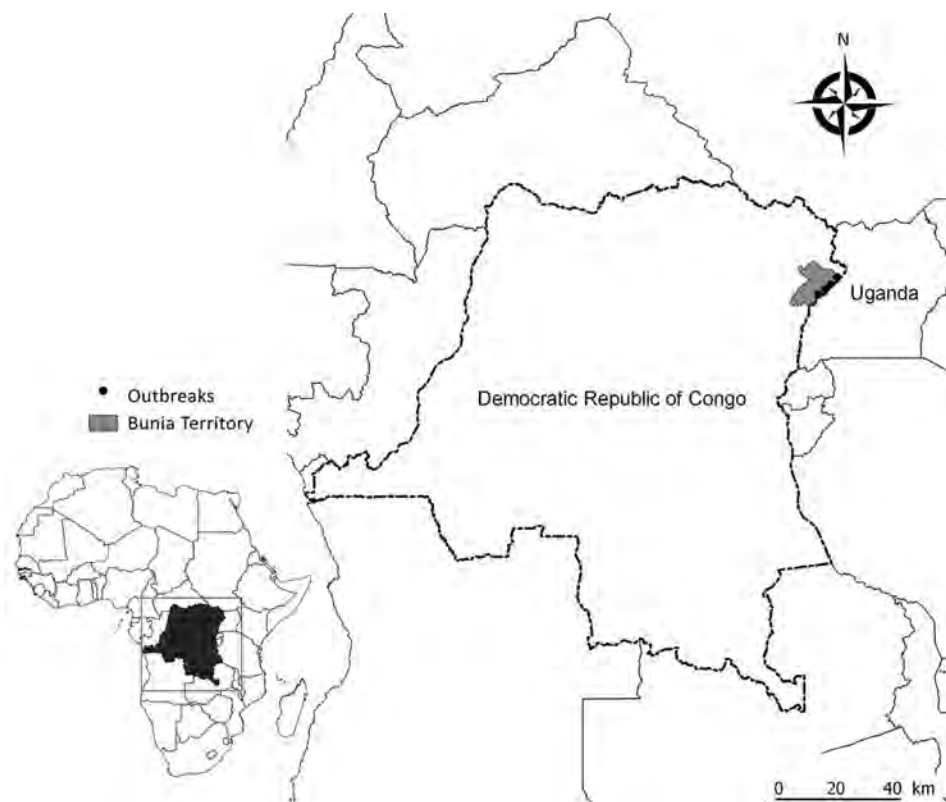 N
Uganda
Democratic Republic of Congo
Outbreaks
Bunia Territory
0 20 40 km